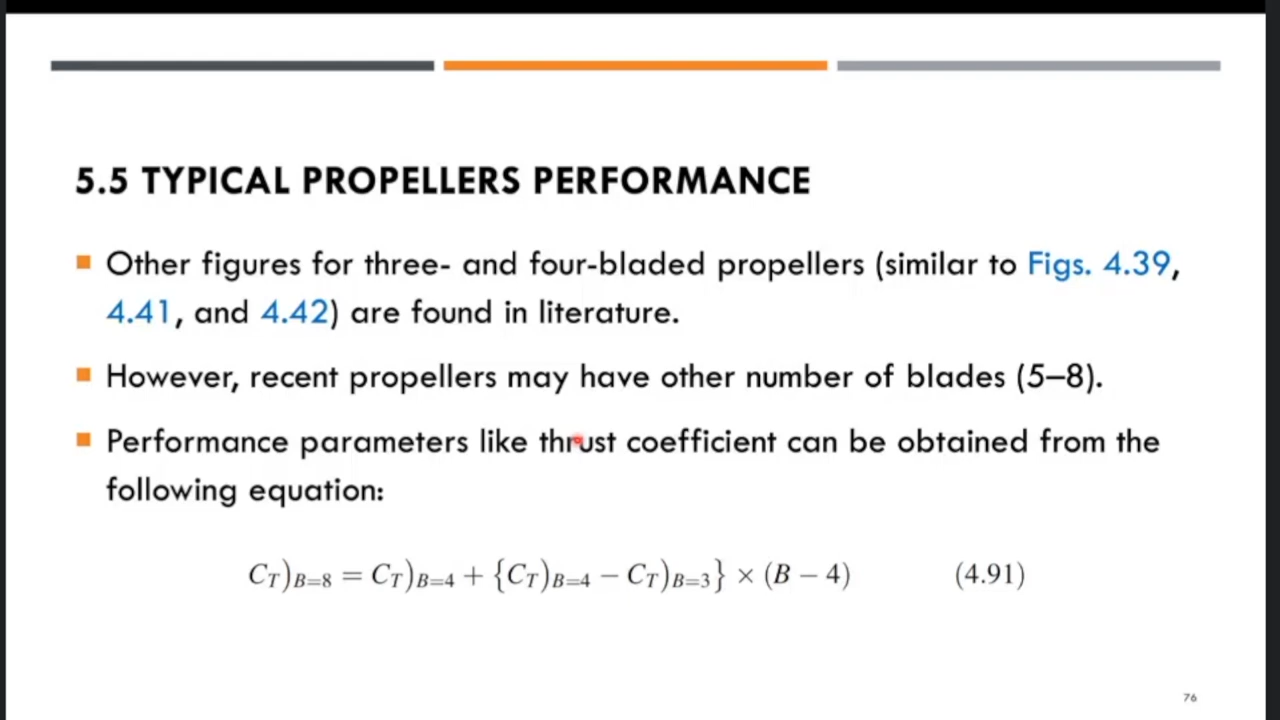 5.5 TYPICAL PROPELLERS PERFORMANCE
Other figures for three- and four-bladed propellers (similar to Figs. 4.39,
4.41, and 4.42) are found in literature.
However, recent propellers may have other number of blades (5–8).
Performance parameters like thrust coefficient can be obtained from the
following equation:
C_T)_{B=8} = C_T)_{B=4} + {C_T)_{B=4} − C_T)_{B=3}} × (B − 4) (4.91)
76